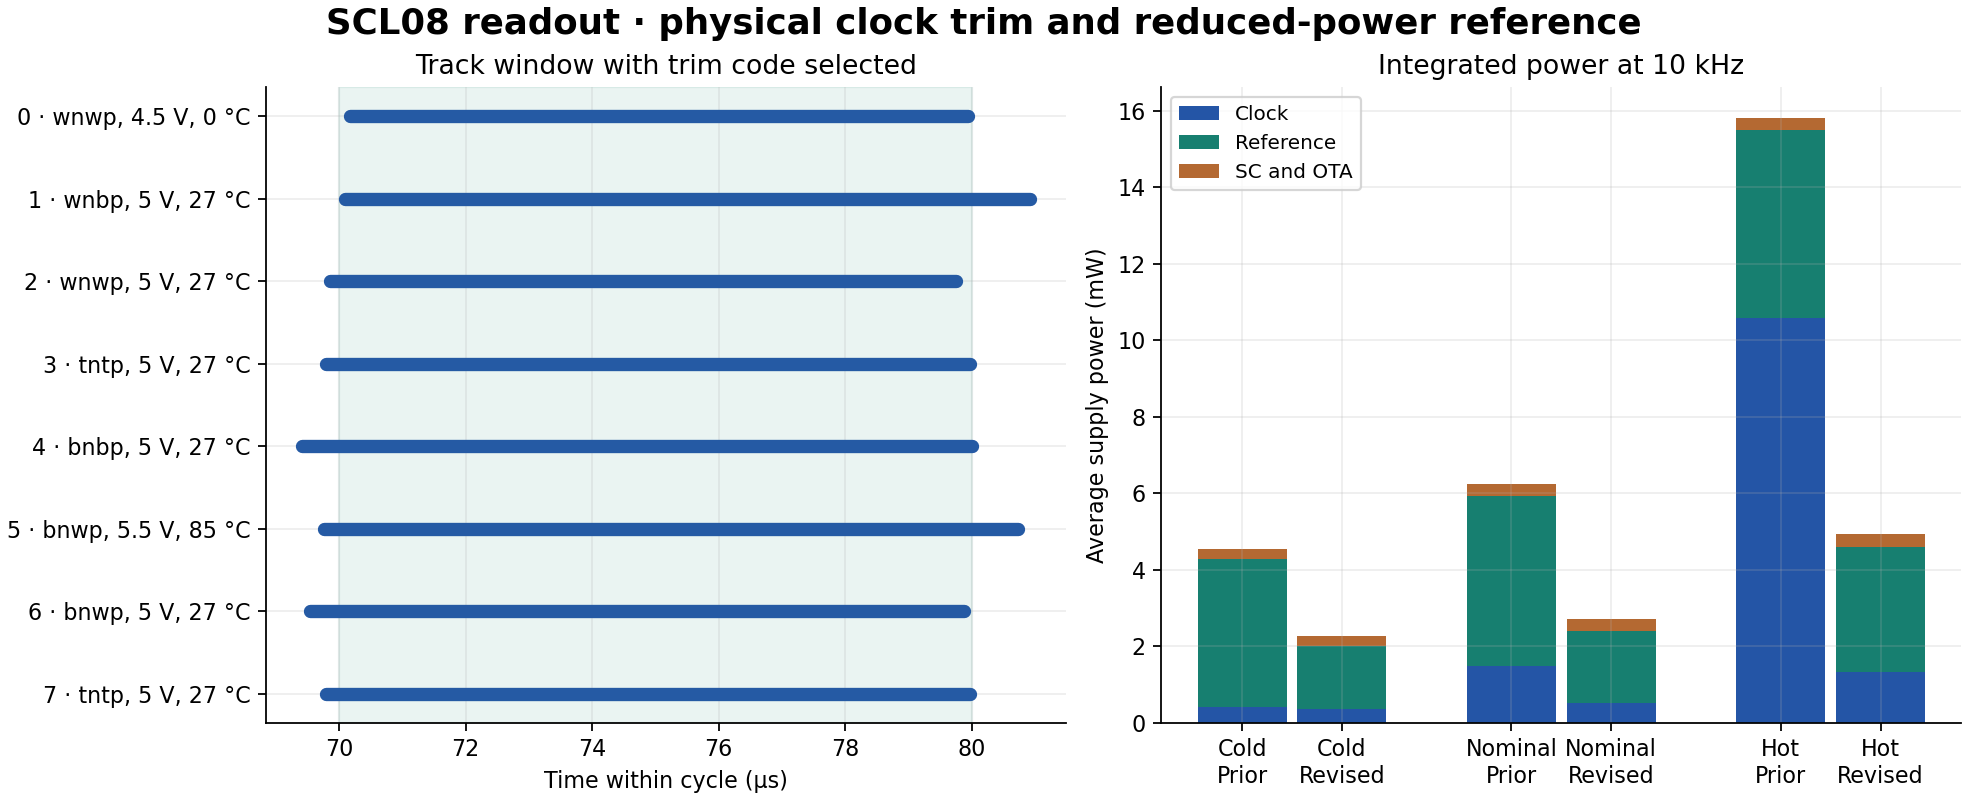 SCL08 readout · physical clock trim and reduced-power reference
Track window with trim code selected
0 · wnwp, 4.5 V, 0 °C
1 · wnbp, 5 V, 27 °C
2 · wnwp, 5 V, 27 °C
3 · tntp, 5 V, 27 °C
4 · bnbp, 5 V, 27 °C
5 · bnwp, 5.5 V, 85 °C
6 · bnwp, 5 V, 27 °C
7 · tntp, 5 V, 27 °C
70 72 74 76 78 80
Time within cycle (µs)
Integrated power at 10 kHz
Average supply power (mW)
16
14
12
10
8
6
4
2
0
Clock
Reference
SC and OTA
Cold Prior
Cold Revised
Nominal Prior
Nominal Revised
Hot Prior
Hot Revised